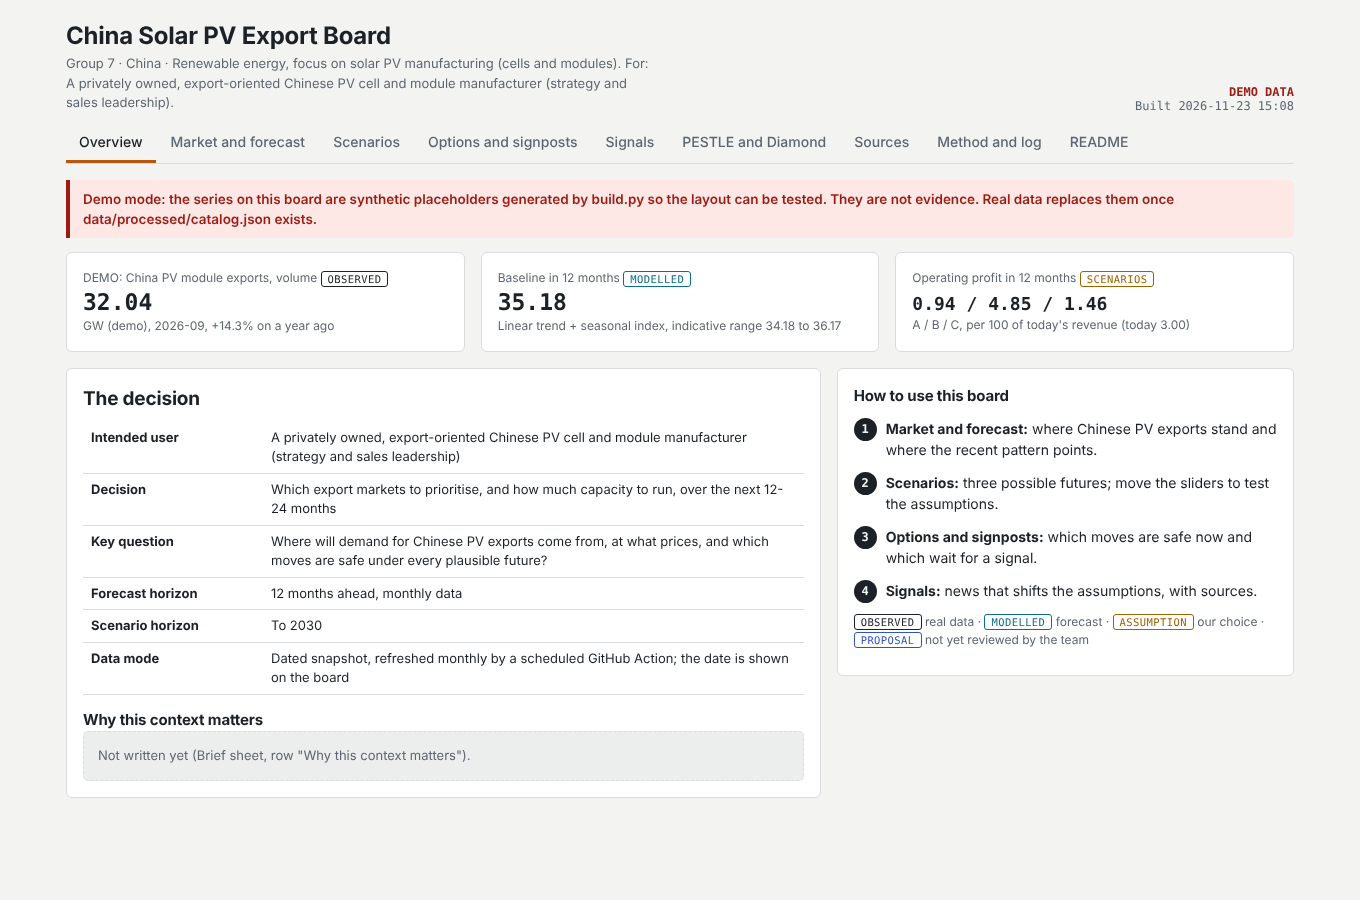 China Solar PV Export Board
Group 7 · China · Renewable energy, focus on solar PV manufacturing (cells and modules). For:
A privately owned, export-oriented Chinese PV cell and module manufacturer (strategy and
sales leadership).
DEMO DATA
Built 2026-11-23 15:08
Overview Market and forecast Scenarios Options and signposts Signals PESTLE and Diamond Sources Method and log README
Demo mode: the series on this board are synthetic placeholders generated by build.py so the layout can be tested. They are not evidence. Real data replaces them once
data/processed/catalog.json exists.
DEMO: China PV module exports, volume OBSERVED
32.04
GW (demo), 2026-09, +14.3% on a year ago
Baseline in 12 months MODELLED
35.18
Linear trend + seasonal index, indicative range 34.18 to 36.17
Operating profit in 12 months SCENARIOS
0.94 / 4.85 / 1.46
A / B / C, per 100 of today's revenue (today 3.00)
The decision
Intended user A privately owned, export-oriented Chinese PV cell and module manufacturer
(strategy and sales leadership)
Decision Which export markets to prioritise, and how much capacity to run, over the next 12-
24 months
Key question Where will demand for Chinese PV exports come from, at what prices, and which
moves are safe under every plausible future?
Forecast horizon 12 months ahead, monthly data
Scenario horizon To 2030
Data mode Dated snapshot, refreshed monthly by a scheduled GitHub Action; the date is shown
on the board
Why this context matters
Not written yet (Brief sheet, row "Why this context matters").
How to use this board
1 Market and forecast: where Chinese PV exports stand and
where the recent pattern points.
2 Scenarios: three possible futures; move the sliders to test
the assumptions.
3 Options and signposts: which moves are safe now and
which wait for a signal.
4 Signals: news that shifts the assumptions, with sources.
OBSERVED real data · MODELLED forecast · ASSUMPTION our choice ·
PROPOSAL not yet reviewed by the team